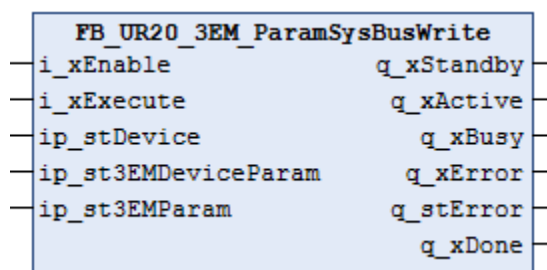 FB_UR20_3EM_ParamSysBusWrite
i_xEnable q_xStandby
i_xExecute q_xActive
ip_stDevice q_xBusy
ip_st3EMDeviceParam q_xError
ip_st3EMParam q_stError
q_xDone